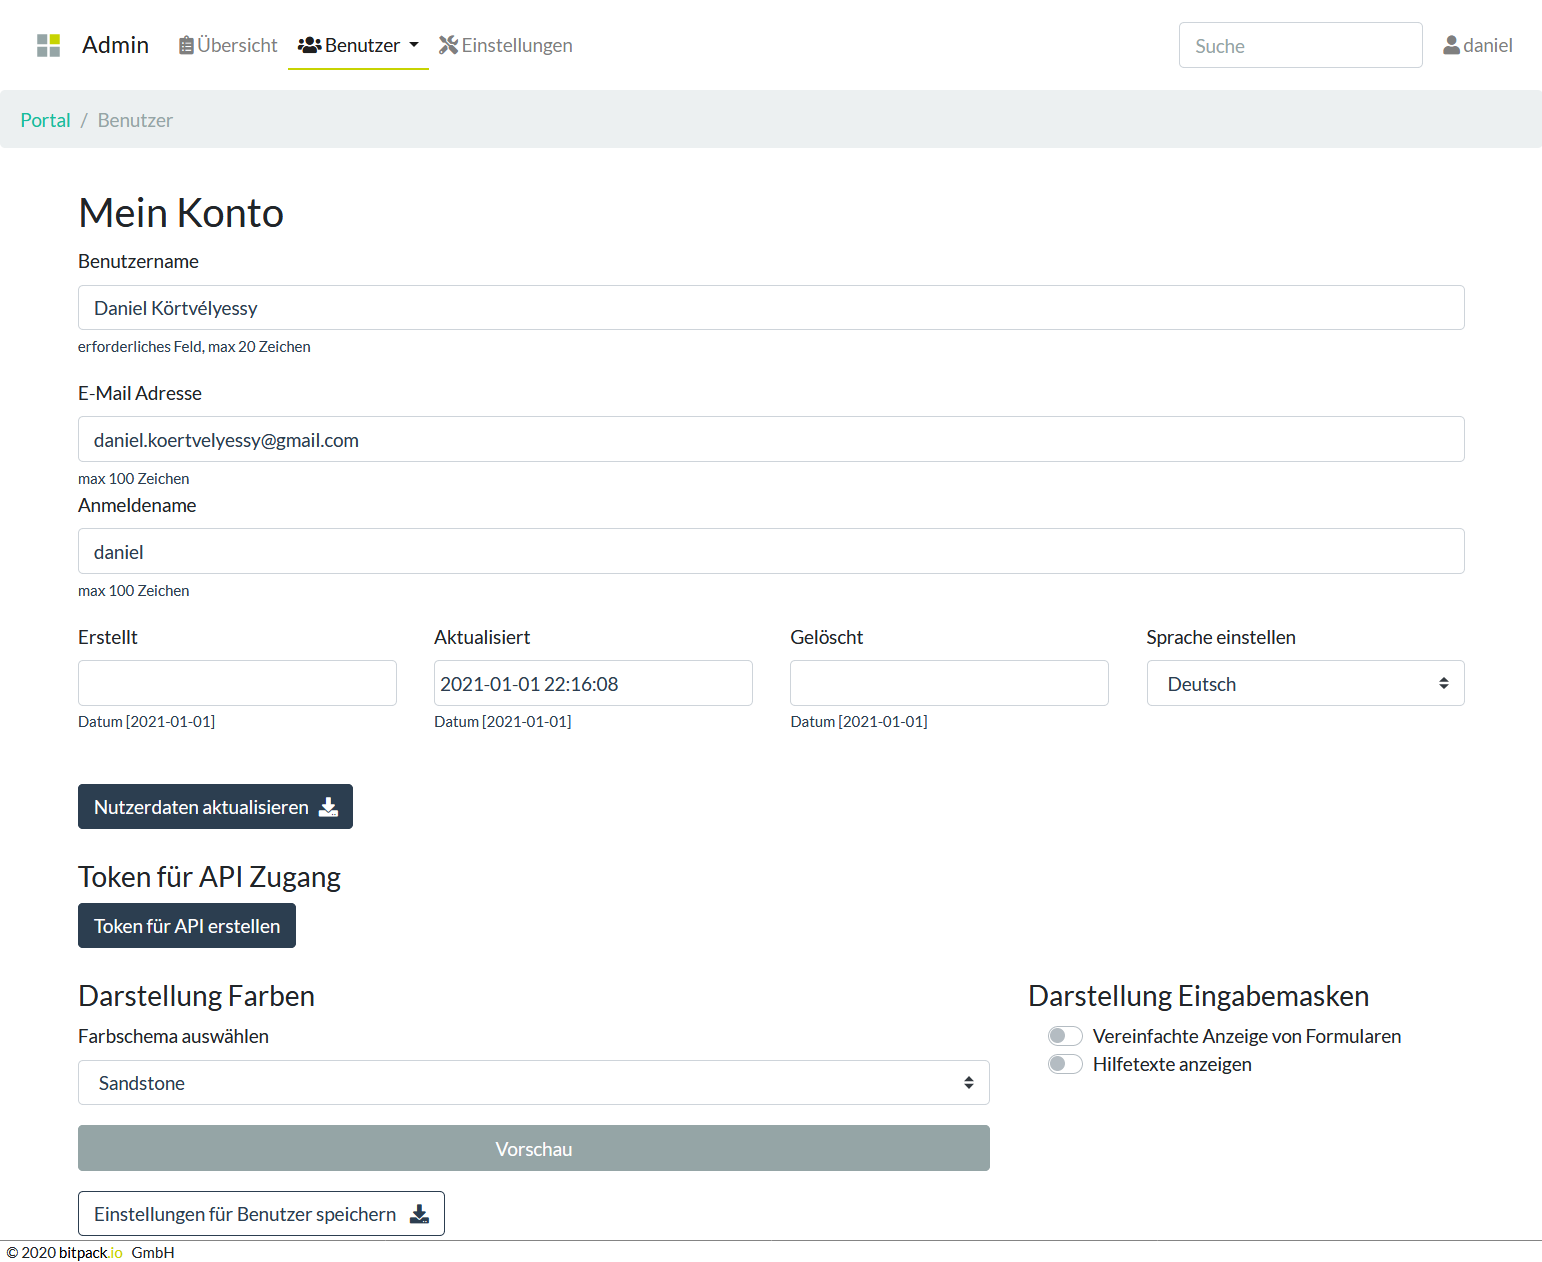 Admin Übersicht Benutzer Einstellungen Suche daniel
Portal / Benutzer
Mein Konto
Benutzername
Daniel Körtvélyessy
erforderliches Feld, max 20 Zeichen
E-Mail Adresse
daniel.koertvelyessy@gmail.com
max 100 Zeichen
Anmeldename
daniel
max 100 Zeichen
Erstellt Aktualisiert Gelöscht Sprache einstellen
2021-01-01 22:16:08 Deutsch
Datum [2021-01-01] Datum [2021-01-01] Datum [2021-01-01]
Nutzerdaten aktualisieren
Token für API Zugang
Token für API erstellen
Darstellung Farben Darstellung Eingabemasken
Farbschema auswählen Vereinfachte Anzeige von Formularen
Hilfetexte anzeigen
Sandstone
Vorschau
Einstellungen für Benutzer speichern
© 2020 bitpack.io GmbH